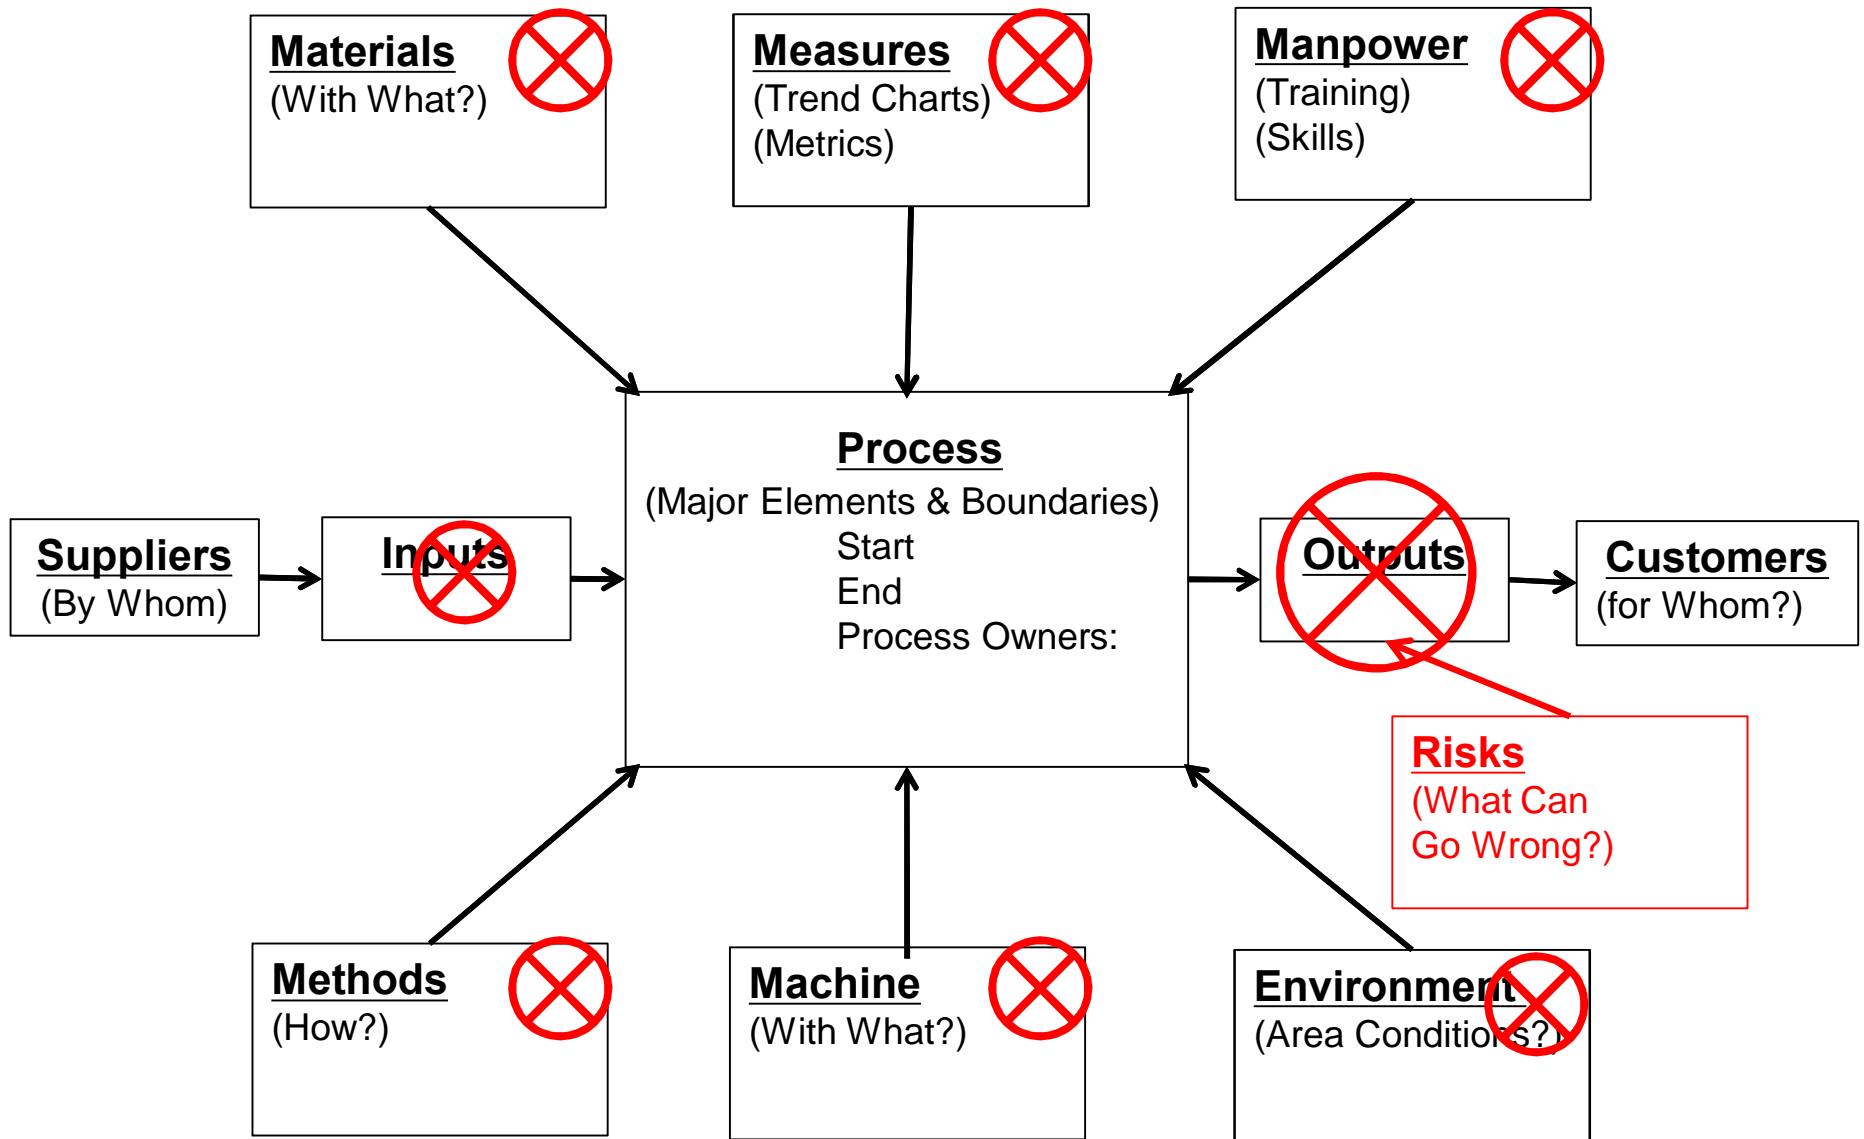 Materials
(With What?)
Measures
(Trend Charts)
(Metrics)
Manpower
(Training)
(Skills)
Suppliers
(By Whom)
Inputs
Process
(Major Elements & Boundaries)
Start
End
Process Owners:
Outputs
Customers
(for Whom?)
Risks
(What Can
Go Wrong?)
Methods
(How?)
Machine
(With What?)
Environment
(Area Conditions?)